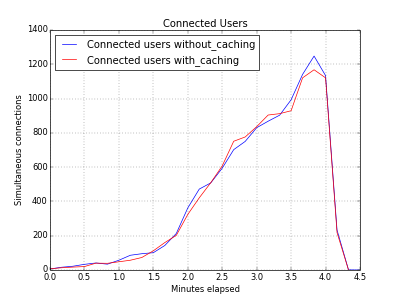 Connected Users
Connected users without_caching
Connected users with_caching
Simultaneous connections
1400
1200
1000
800
600
400
200
0
0.0 0.5 1.0 1.5 2.0 2.5 3.0 3.5 4.0 4.5
Minutes elapsed